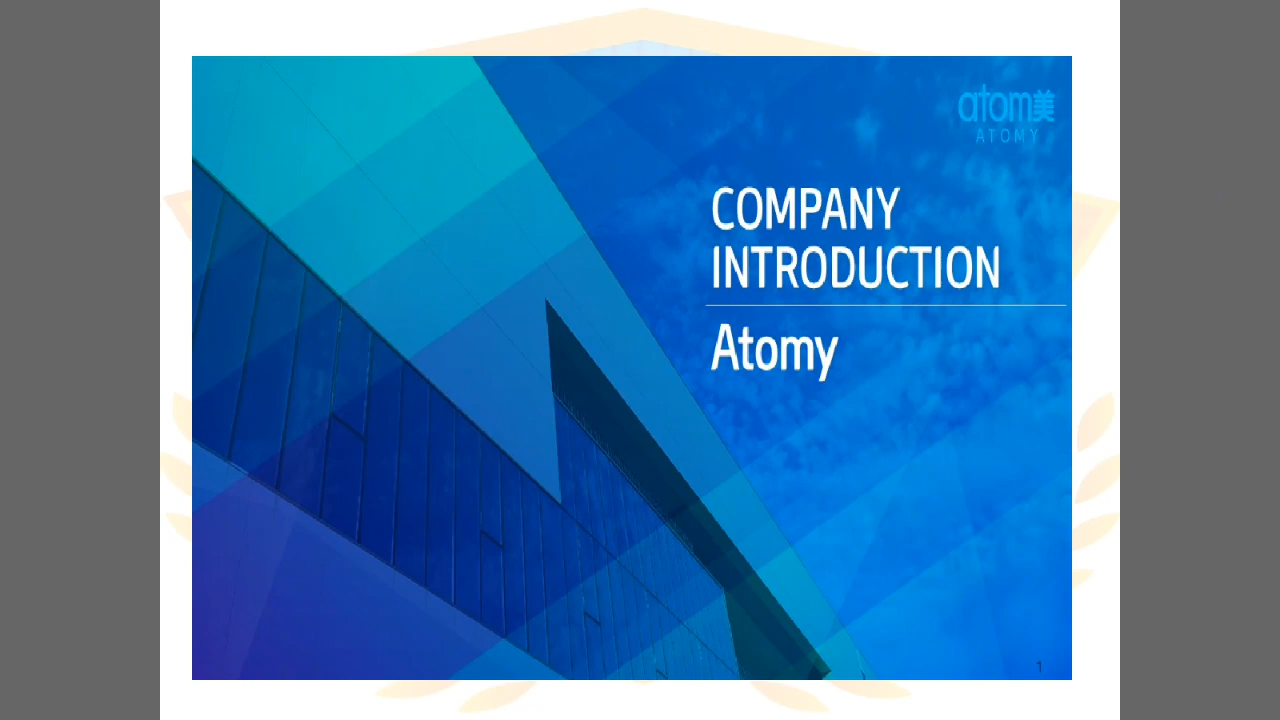 atom美
ATOMY
COMPANY
INTRODUCTION
Atomy
1